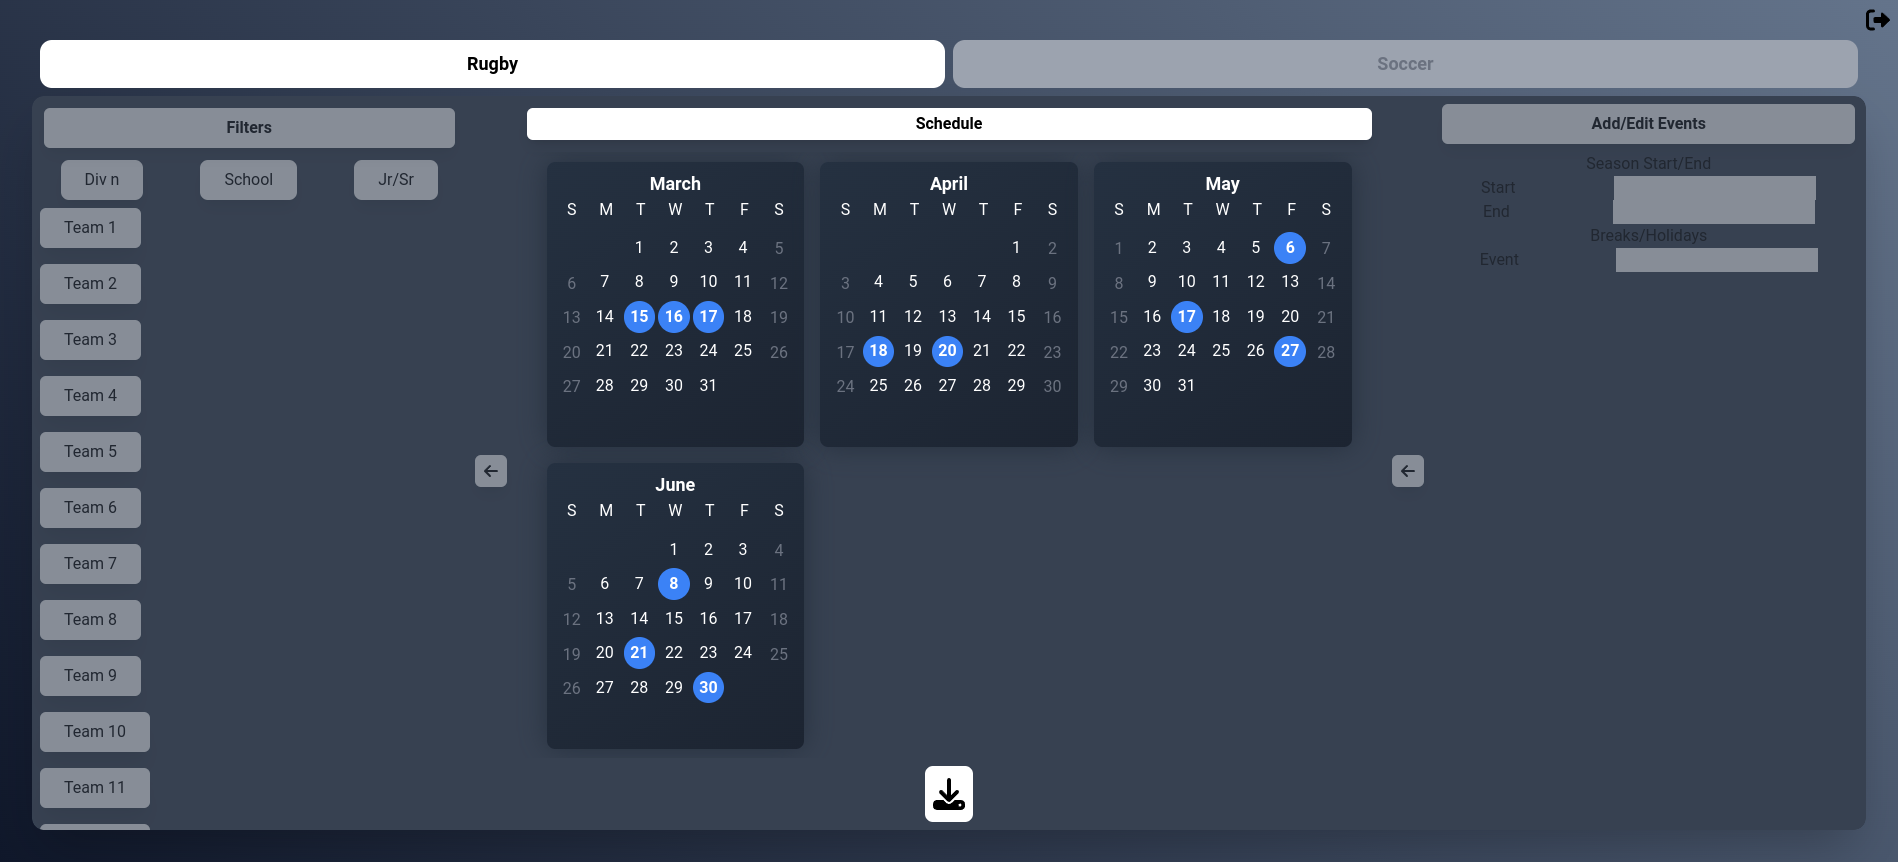 Rugby
Soccer
Filters
Div n School Jr/Sr
Team 1
Team 2
Team 3
Team 4
Team 5
Team 6
Team 7
Team 8
Team 9
Team 10
Team 11
Schedule
March
S M T W T F S
1 2 3 4 5
6 7 8 9 10 11 12
13 14 15 16 17 18 19
20 21 22 23 24 25 26
27 28 29 30 31
April
S M T W T F S
1 2
3 4 5 6 7 8 9
10 11 12 13 14 15 16
17 18 19 20 21 22 23
24 25 26 27 28 29 30
May
S M T W T F S
1 2 3 4 5 6 7
8 9 10 11 12 13 14
15 16 17 18 19 20 21
22 23 24 25 26 27 28
29 30 31
June
S M T W T F S
1 2 3 4
5 6 7 8 9 10 11
12 13 14 15 16 17 18
19 20 21 22 23 24 25
26 27 28 29 30
Add/Edit Events
Season Start/End
Start
End
Breaks/Holidays
Event